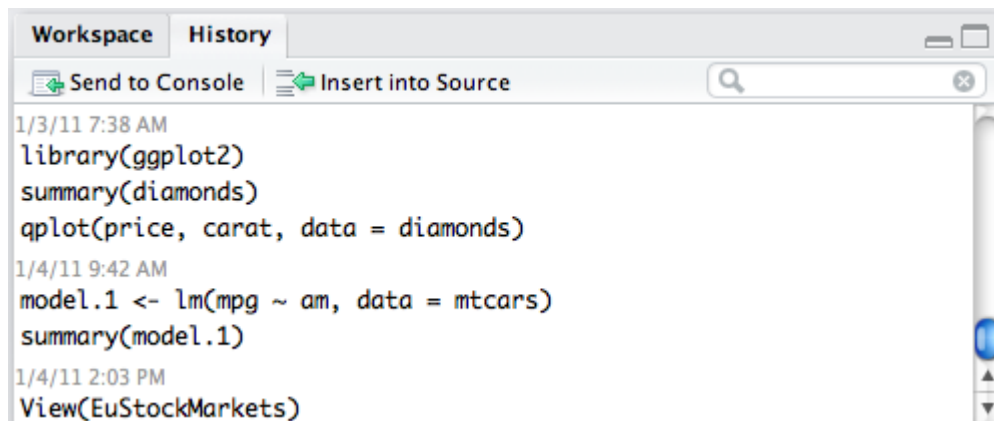 Workspace History
Send to Console Insert into Source
1/3/11 7:38 AM
library(ggplot2)
summary(diamonds)
qplot(price, carat, data = diamonds)
1/4/11 9:42 AM
model.1 <- lm(mpg ~ am, data = mtcars)
summary(model.1)
1/4/11 2:03 PM
View(EuStockMarkets)